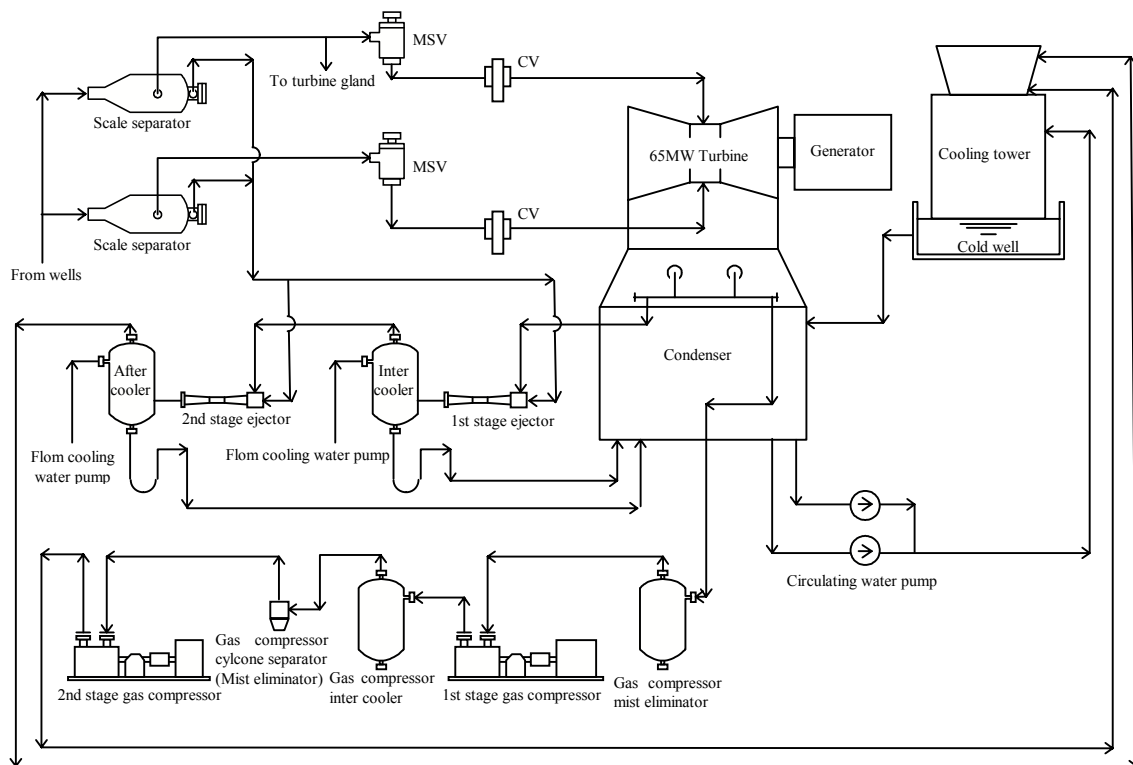 MSV
CV
To turbine gland
Scale separator
65MW Turbine
Generator
Cooling tower
MSV
CV
Scale separator
Cold well
From wells
Condenser
After
cooler
Inter
cooler
2nd stage ejector
1st stage ejector
Flom cooling
water pump
Flom cooling water pump
Circulating water pump
Gas compressor
cylcone separator
(Mist eliminator)
2nd stage gas compressor
Gas compressor
inter cooler
1st stage gas compressor
Gas compressor
mist eliminator